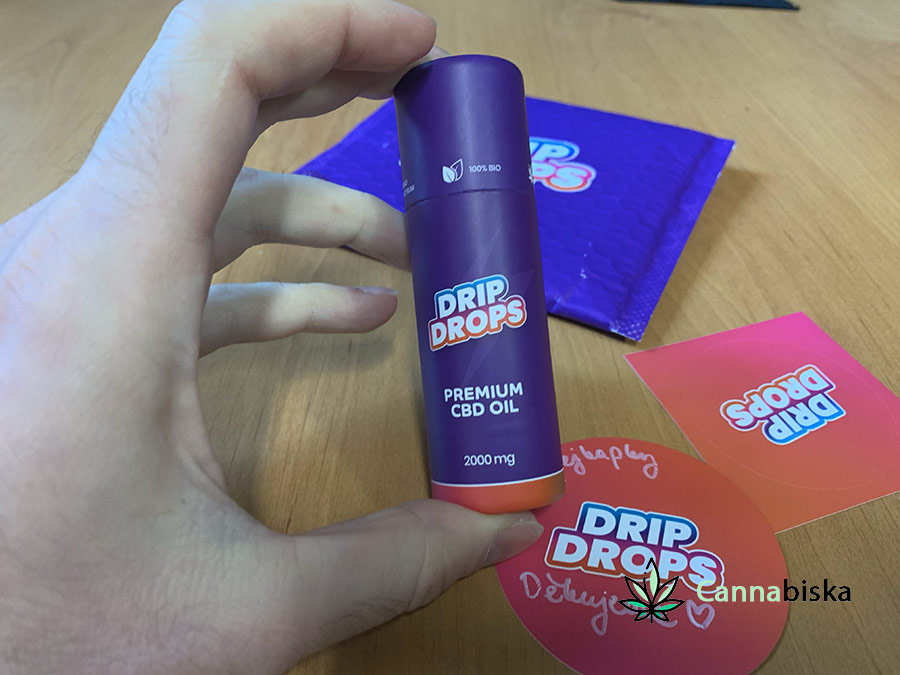 100% BIO
DRIP
DROPS
PREMIUM
CBD OIL
2000 mg
DRIP
DROPS
DRIP
DROPS
Děkujeme ♡
Cannabiska